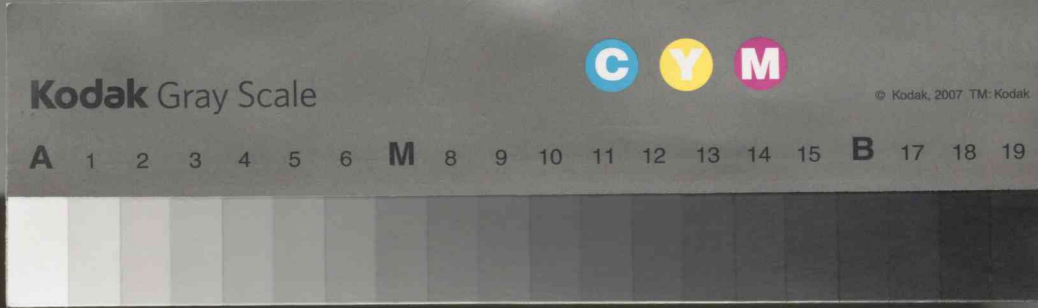 C Y M
Kodak Gray Scale
© Kodak, 2007 TM: Kodak
A 1 2 3 4 5 6 M 8 9 10 11 12 13 14 15 B 17 18 19